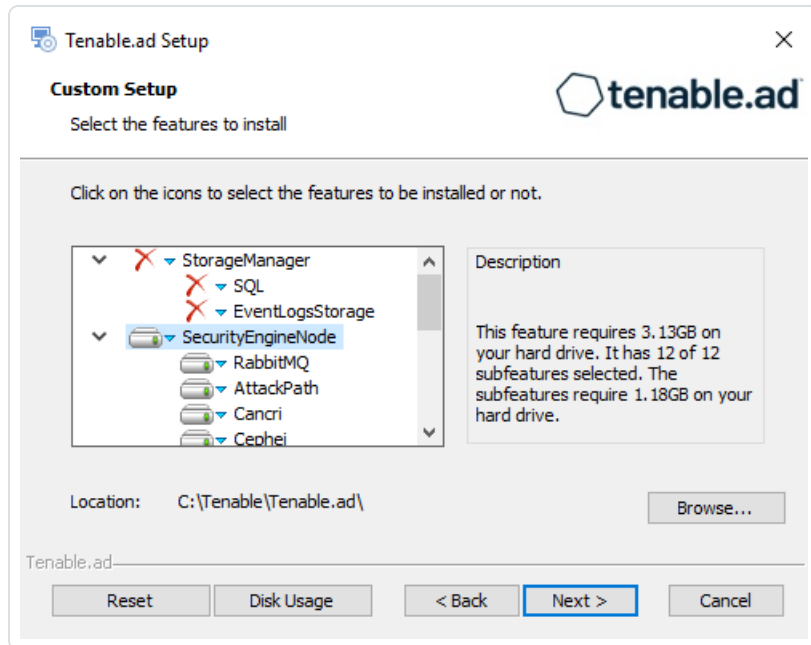 Tenable.ad Setup
Custom Setup
tenable.ad
Select the features to install
Click on the icons to select the features to be installed or not.
StorageManager
SQL
EventLogsStorage
SecurityEngineNode
RabbitMQ
AttackPath
Cancri
Cephei
Description
This feature requires 3.13GB on
your hard drive. It has 12 of 12
subfeatures selected. The
subfeatures require 1.18GB on your
hard drive.
Location: C:\Tenable\Tenable.ad\
Browse...
Tenable.ad
Reset Disk Usage < Back Next > Cancel